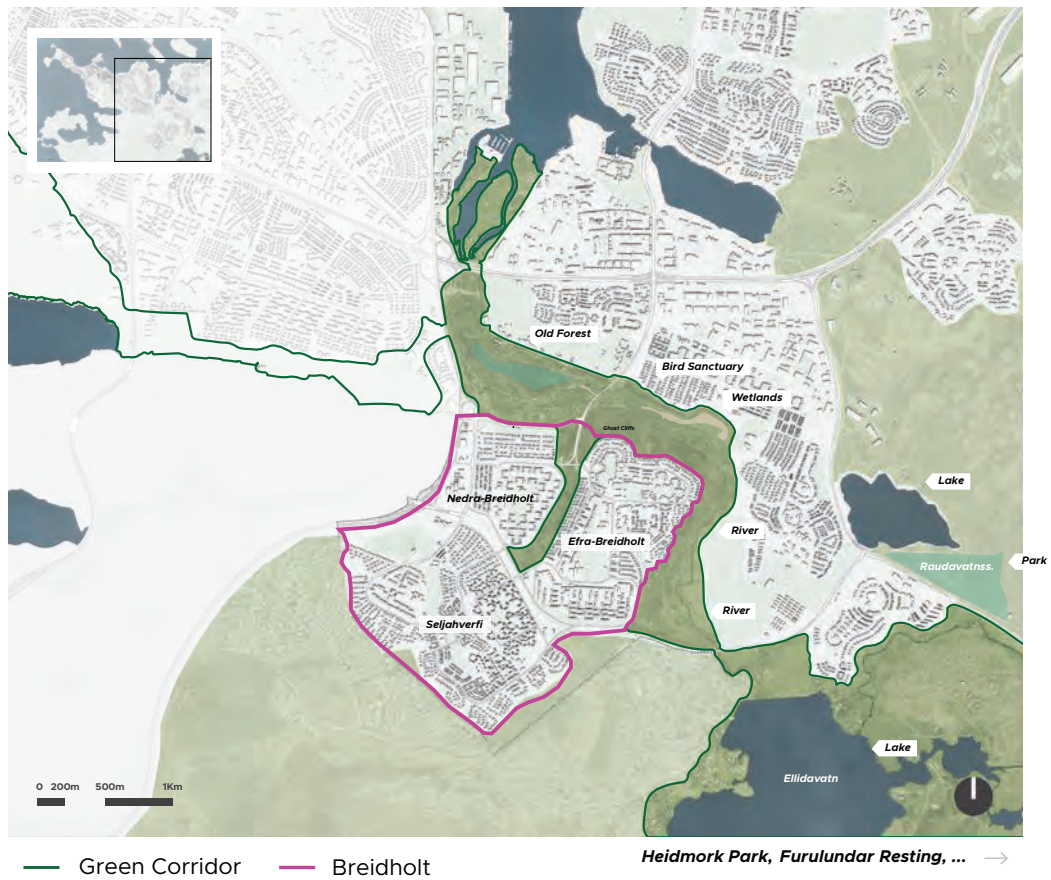 Old Forest
Bird Sanctuary
Wetlands
Ghost Cliffs
Lake
Nedra-Breidholt
River
Efra-Breidholt
Park
Raudavatnss.
River
Seljahverfi
Lake
Ellidavatn
0 200m 500m 1Km
Green Corridor
Breidholt
Heidmork Park, Furulundar Resting, ...